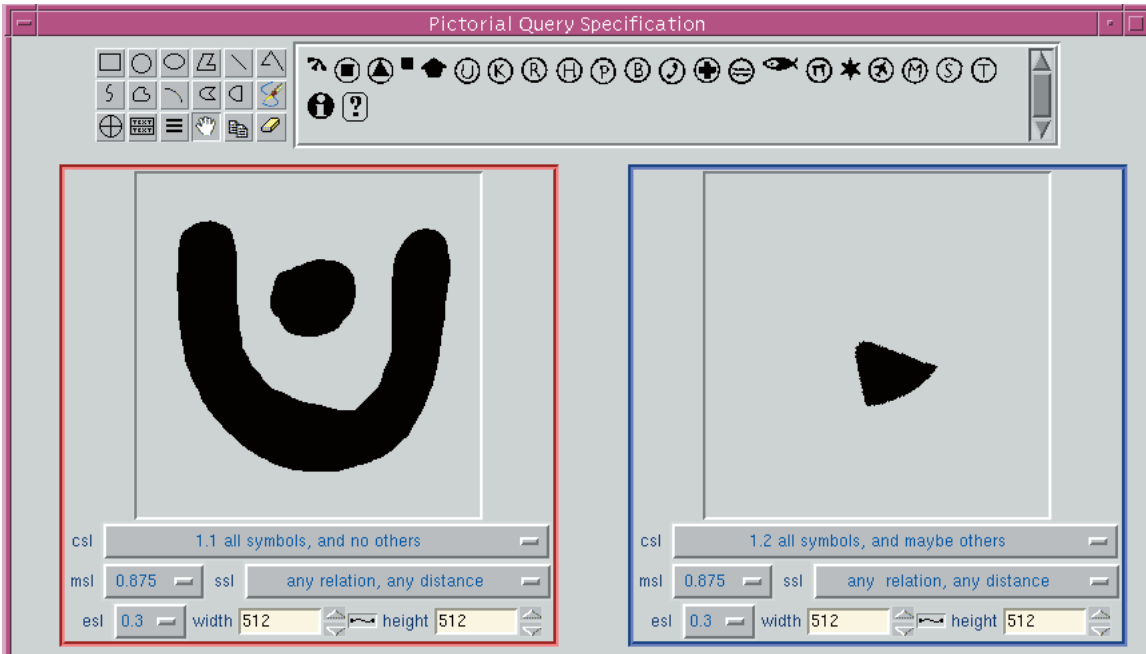 Pictorial Query Specification
U K R H P B M S T
i ?
TEXT
TEXT
csl 1.1 all symbols, and no others
msl 0.875 ssl any relation, any distance
esl 0.3 width 512 height 512
csl 1.2 all symbols, and maybe others
msl 0.875 ssl any relation, any distance
esl 0.3 width 512 height 512